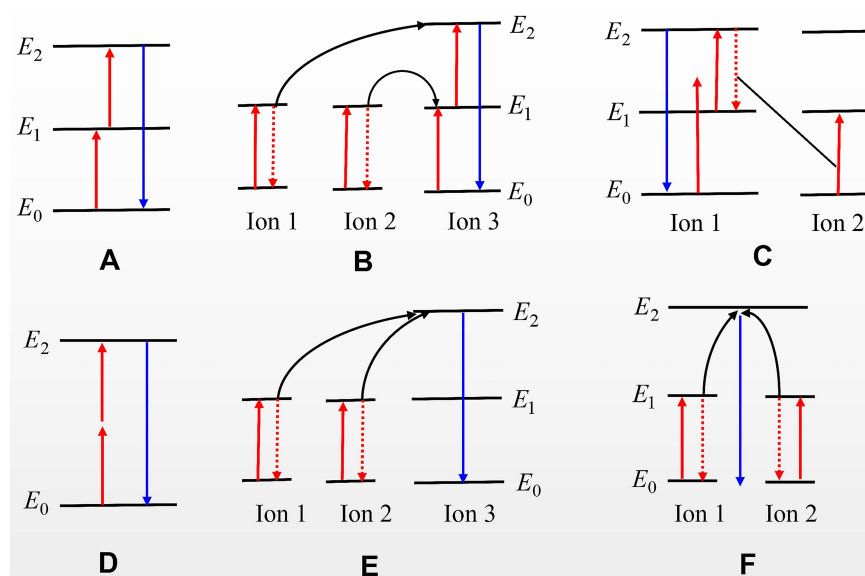 E₂
E₁
E₀
A
E₂
E₁
E₀
Ion 1 Ion 2 Ion 3
B
E₂
E₁
E₀
Ion 1 Ion 2
C
E₂
E₀
D
E₂
E₁
E₀
Ion 1 Ion 2 Ion 3
E
E₂
E₁
E₀
Ion 1 Ion 2
F